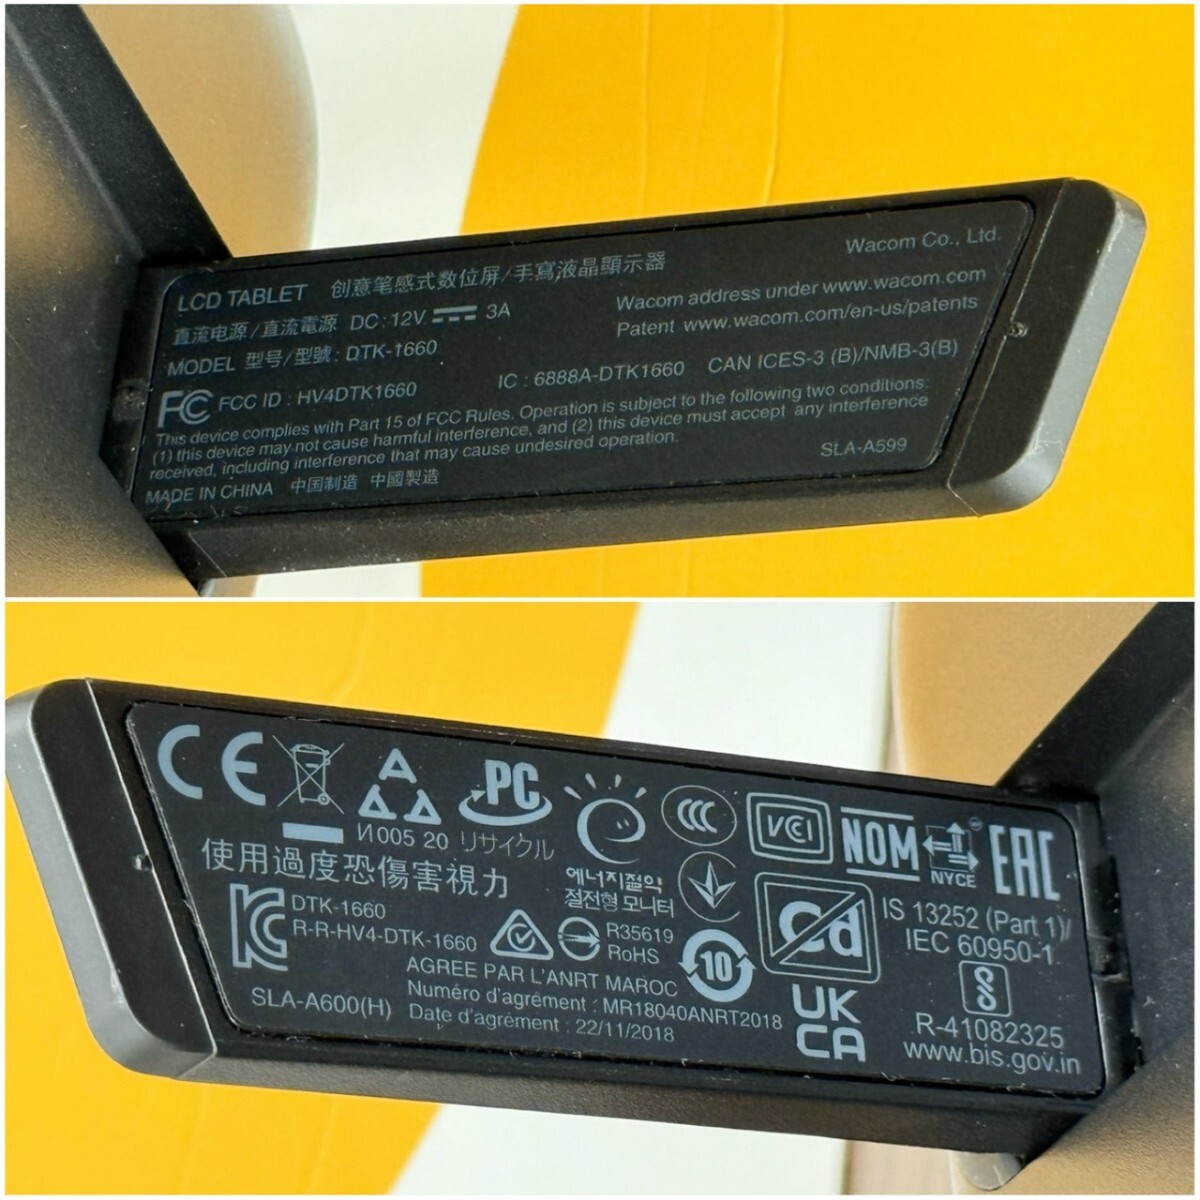 LCD TABLET 创意笔感式数位屏/手寫液晶顯示器
直流电源/直流電源 DC: 12V 3A
MODEL 型号/型號: DTK-1660
FC FCC ID : HV4DTK1660
Wacom Co., Ltd.
Wacom address under www.wacom.com
Patent www.wacom.com/en-us/patents
IC : 6888A-DTK1660 CAN ICES-3 (B)/NMB-3(B)
This device complies with Part 15 of FCC Rules. Operation is subject to the following two conditions:
(1) this device may not cause harmful interference, and (2) this device must accept any interference
received, including interference that may cause undesired operation.
SLA-A599
MADE IN CHINA 中国制造 中國製造
CE
PC
CCC
VCCI
NOM
NYCE
EAC
И005 20
リサイクル
에너지절약
절전형 모니터
使用過度恐傷害視力
KC
DTK-1660
R-R-HV4-DTK-1660
R35619
RoHS
10
Cd
IS 13252 (Part 1)/
IEC 60950-1
AGREE PAR L'ANRT MAROC
Numéro d'agrément : MR18040ANRT2018
Date d'agrément : 22/11/2018
SLA-A600(H)
UK
CA
R-41082325
www.bis.gov.in